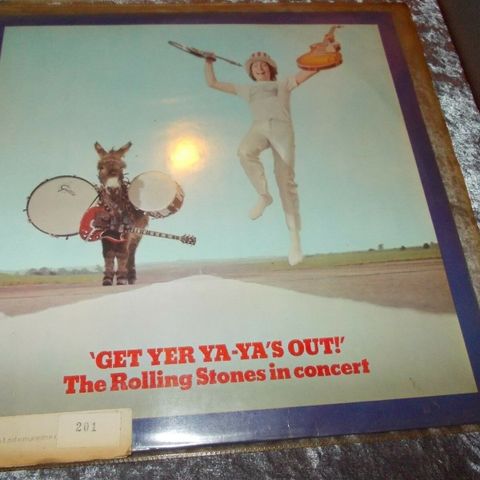 'GET YER YA-YA'S OUT!'
The Rolling Stones in concert
201